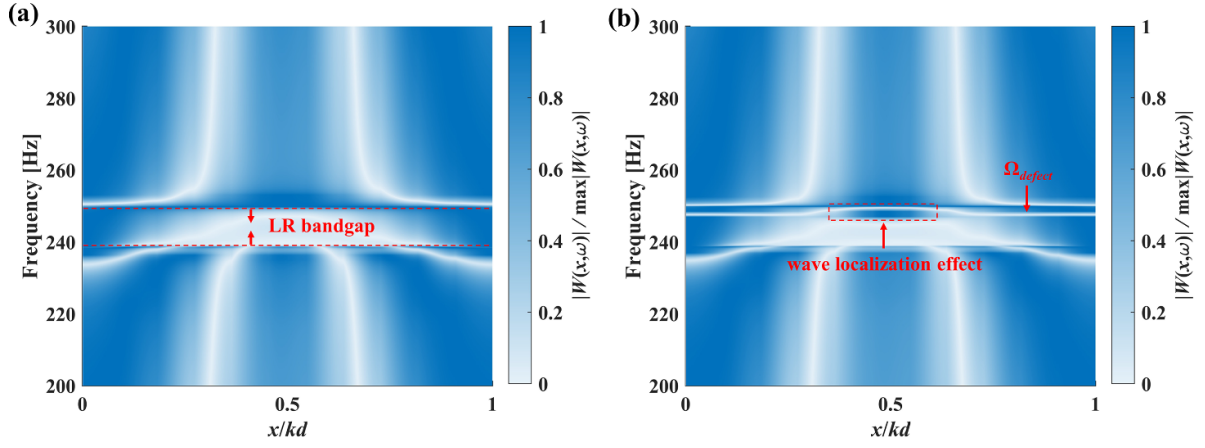 (a)
300
280
260
240
220
200
Frequency [Hz]
0
0.5
1
x/kd
LR bandgap
1
0.8
0.6
0.4
0.2
0
|W(x,ω)| / max|W(x,ω)|
(b)
300
280
260
240
220
200
Frequency [Hz]
0
0.5
1
x/kd
Ωdefect
wave localization effect
1
0.8
0.6
0.4
0.2
0
|W(x,ω)| / max|W(x,ω)|